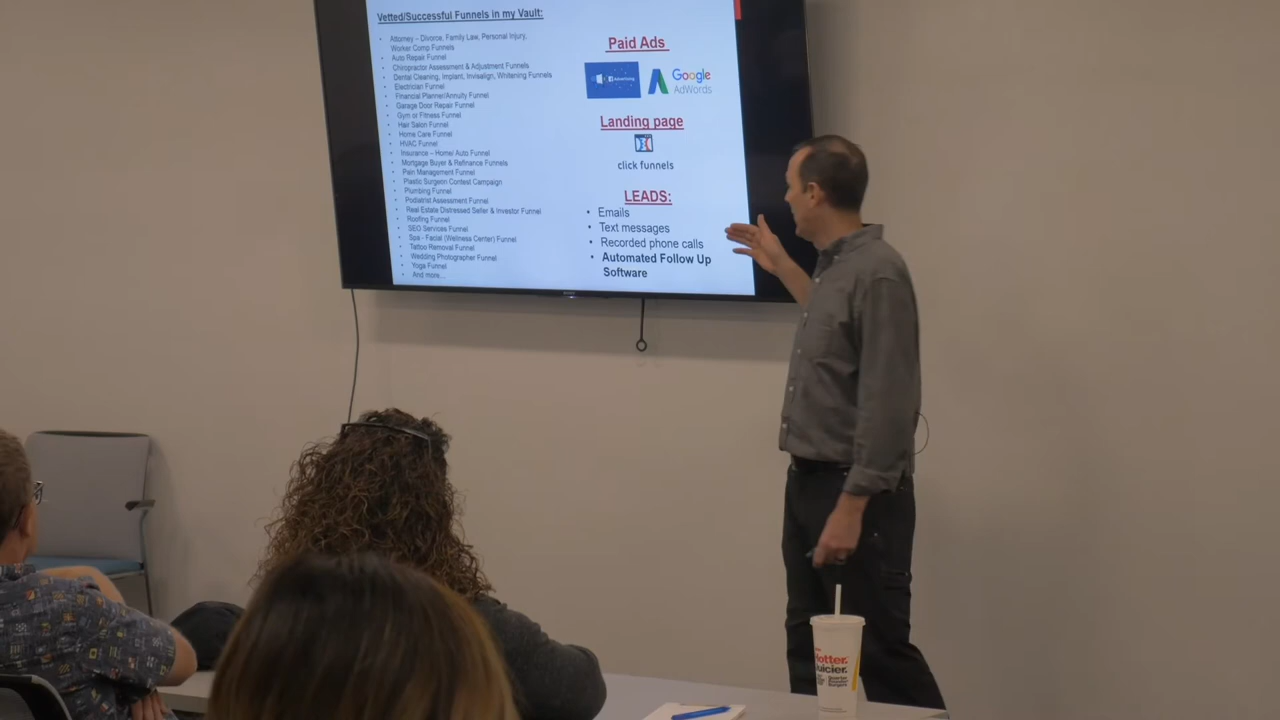 Vetted/Successful Funnels in my Vault:
• Attorney – Divorce, Family Law, Personal Injury,
Worker Comp Funnels
• Auto Repair Funnel
• Chiropractor Assessment & Adjustment Funnels
• Dental Cleaning, Implant, Invisalign, Whitening Funnels
• Electrician Funnel
• Financial Planner/Annuity Funnel
• Garage Door Repair Funnel
• Gym or Fitness Funnel
• Hair Salon Funnel
• Home Care Funnel
• HVAC Funnel
• Insurance – Home/ Auto Funnel
• Mortgage Buyer & Refinance Funnels
• Pain Management Funnel
• Plastic Surgeon Contest Campaign
• Plumbing Funnel
• Podiatrist Assessment Funnel
• Real Estate Distressed Seller & Investor Funnel
• Roofing Funnel
• SEO Services Funnel
• Spa - Facial (Wellness Center) Funnel
• Tattoo Removal Funnel
• Wedding Photographer Funnel
• Yoga Funnel
• And more...
Paid Ads
Advertising
Google
AdWords
Landing page
click funnels
LEADS:
• Emails
• Text messages
• Recorded phone calls
• Automated Follow Up
Software
Hotter.
Juicier.